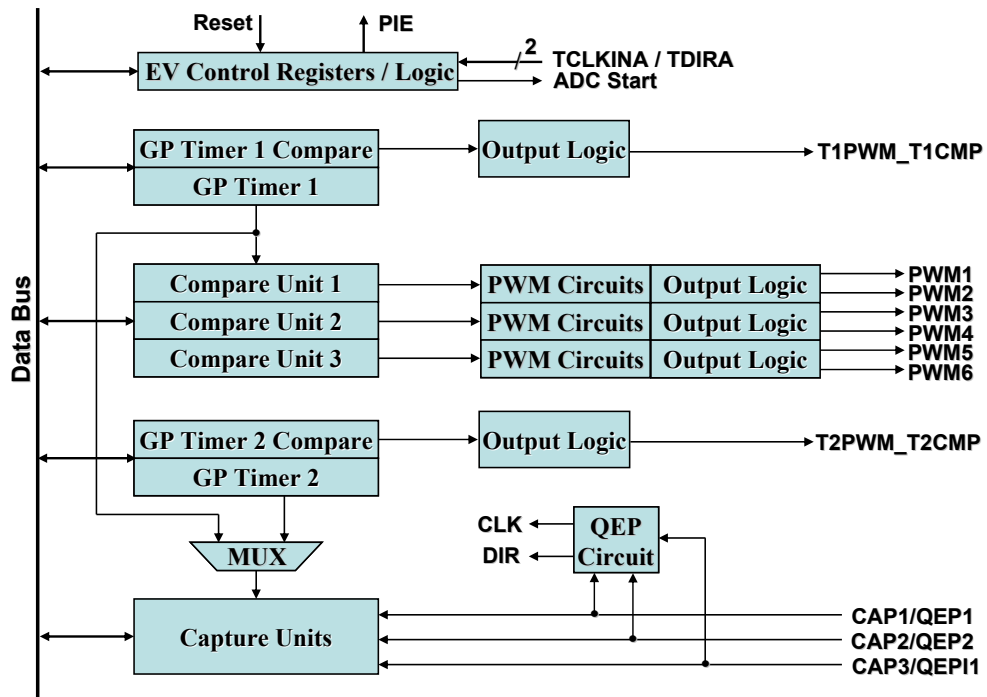 Reset
PIE
2
EV Control Registers / Logic
TCLKINA / TDIRA
ADC Start
GP Timer 1 Compare
Output Logic
T1PWM_T1CMP
GP Timer 1
Data Bus
Compare Unit 1
PWM Circuits
Output Logic
PWM1
PWM2
Compare Unit 2
PWM Circuits
Output Logic
PWM3
PWM4
Compare Unit 3
PWM Circuits
Output Logic
PWM5
PWM6
GP Timer 2 Compare
Output Logic
T2PWM_T2CMP
GP Timer 2
MUX
CLK
DIR
QEP
Circuit
Capture Units
CAP1/QEP1
CAP2/QEP2
CAP3/QEPI1